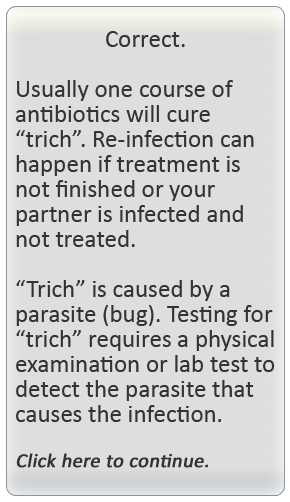 Correct.
Usually one course of
antibiotics will cure
“trich”. Re-infection can
happen if treatment is
not finished or your
partner is infected and
not treated.
“Trich” is caused by a
parasite (bug). Testing for
“trich” requires a physical
examination or lab test to
detect the parasite that
causes the infection.
Click here to continue.